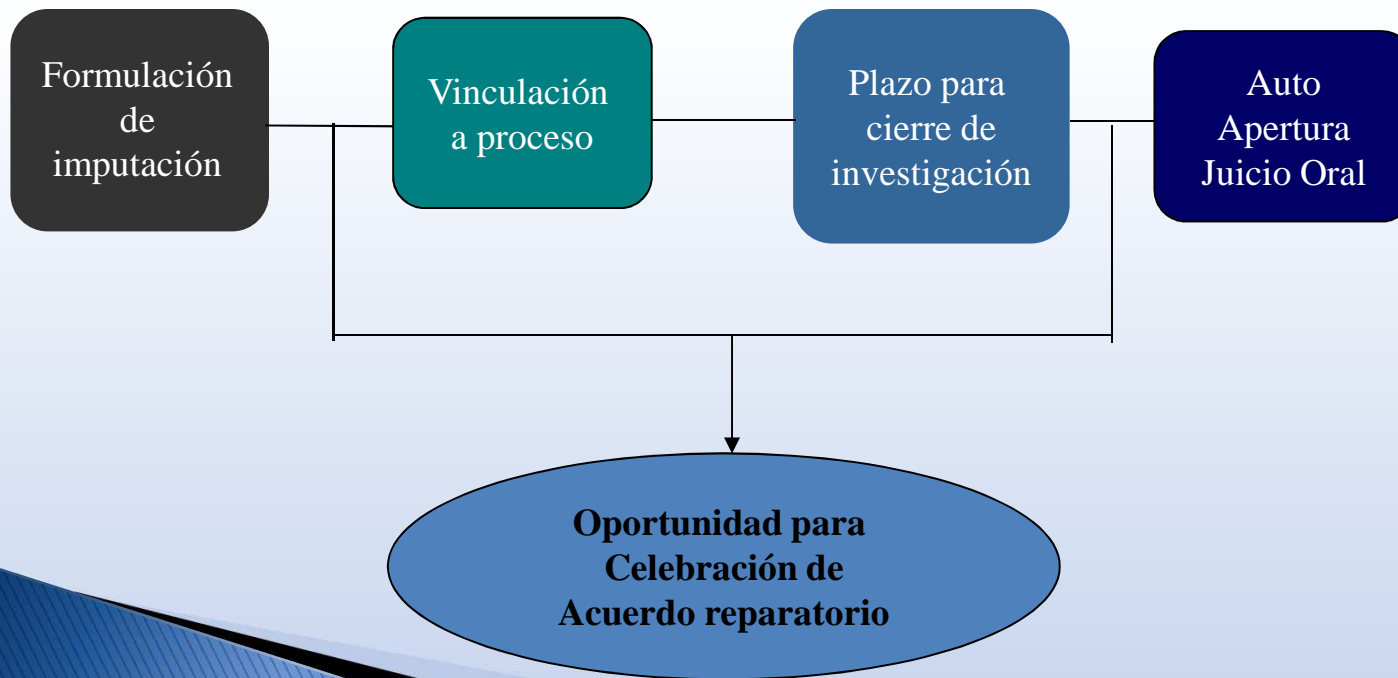 Formulación
de
imputación
Vinculación
a proceso
Plazo para
cierre de
investigación
Auto
Apertura
Juicio Oral
Oportunidad para
Celebración de
Acuerdo reparatorio